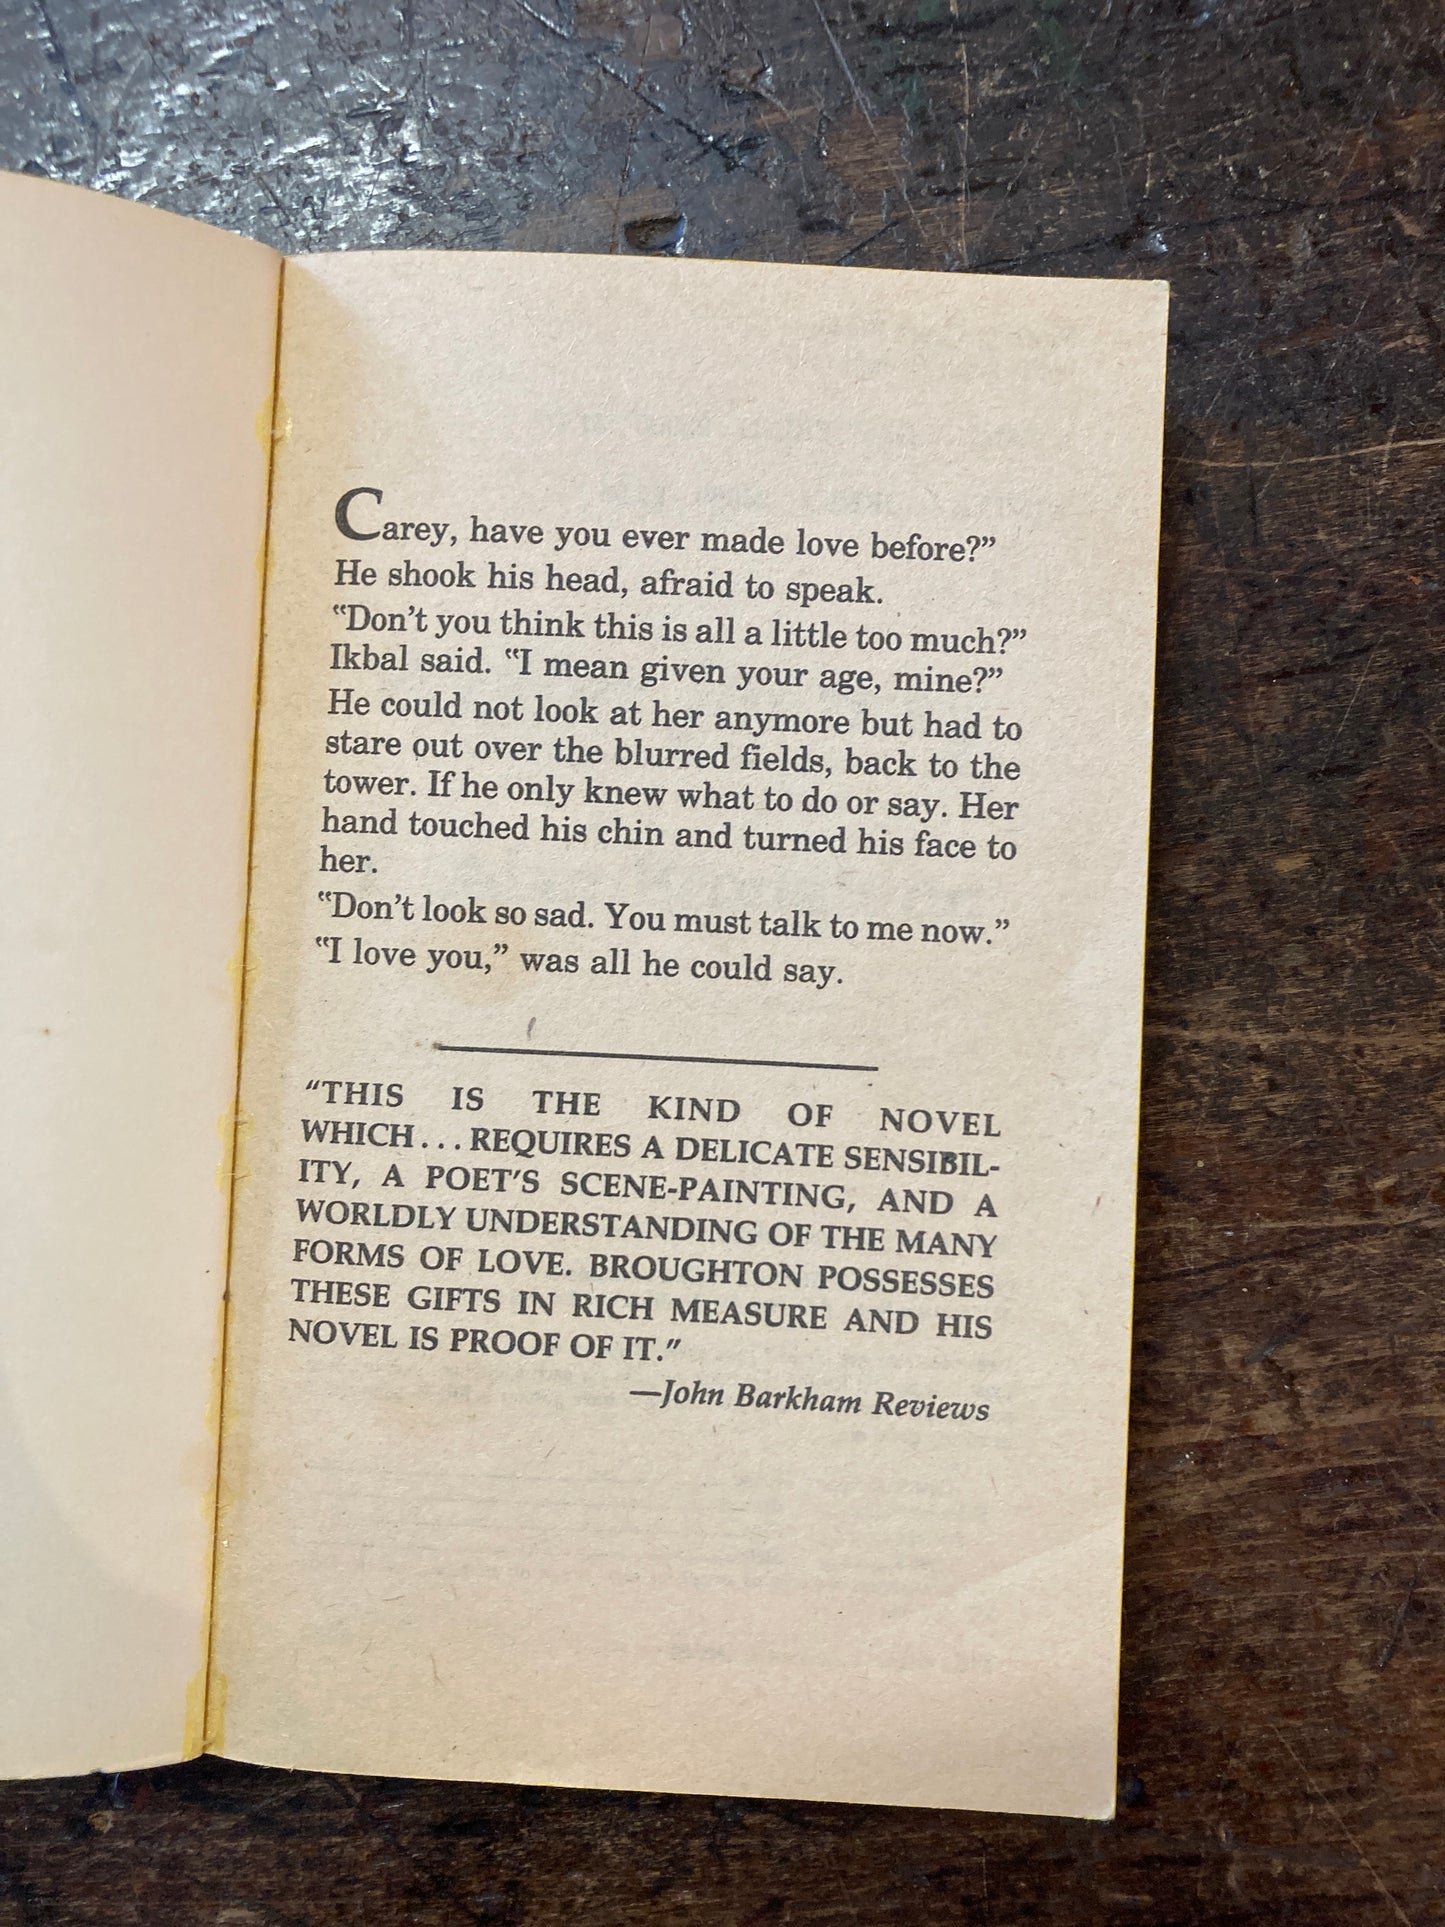 Carey, have you ever made love before?”
He shook his head, afraid to speak.
“Don’t you think this is all a little too much?”
Ikbal said. “I mean given your age, mine?”
He could not look at her anymore but had to
stare out over the blurred fields, back to the
tower. If he only knew what to do or say. Her
hand touched his chin and turned his face to
her.
“Don’t look so sad. You must talk to me now.”
“I love you,” was all he could say.
“THIS IS THE KIND OF NOVEL
WHICH...REQUIRES A DELICATE SENSIBIL-
ITY, A POET’S SCENE-PAINTING, AND A
WORLDLY UNDERSTANDING OF THE MANY
FORMS OF LOVE. BROUGHTON POSSESSES
THESE GIFTS IN RICH MEASURE AND HIS
NOVEL IS PROOF OF IT.”
—John Barkham Reviews